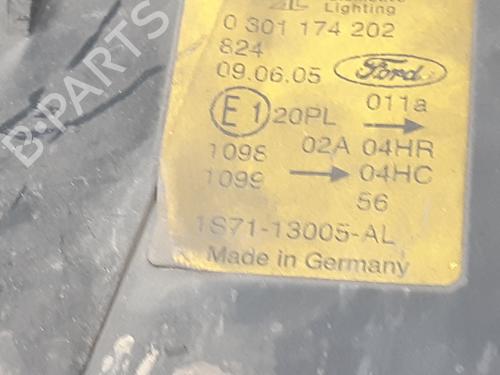 Lighting
0 301 174 202
824
09.06.05 Ford
E1 20PL 011a
1098 02A 04HR
1099 04HC
56
1S71-13005-AL
Made in Germany
B-PARTS